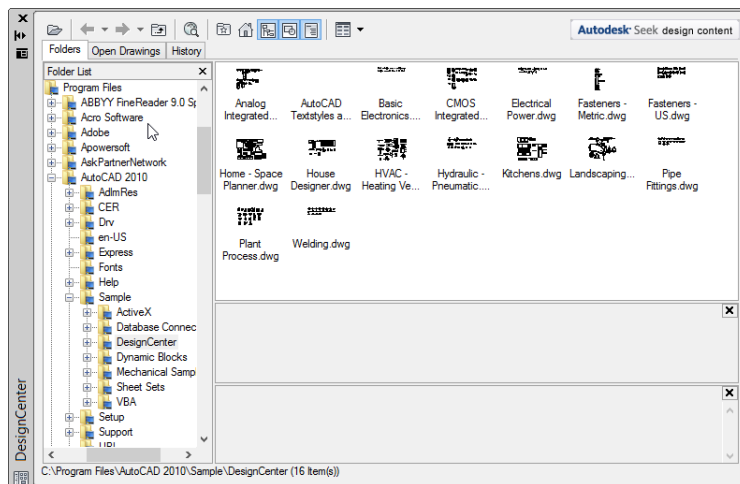 Autodesk® Seek design content
Folders Open Drawings History
Folder List
Program Files
ABBYY FineReader 9.0 Sp
Acro Software
Adobe
Apowersoft
AskPartnerNetwork
AutoCAD 2010
AdlmRes
CER
Drv
en-US
Express
Fonts
Help
Sample
ActiveX
Database Connec
DesignCenter
Dynamic Blocks
Mechanical Samp
Sheet Sets
VBA
Setup
Support
Analog AutoCAD Basic CMOS Electrical Fasteners - Fasteners -
Integrated... Textstyles a... Electronics.... Integrated... Power.dwg Metric.dwg US.dwg
Home - Space House HVAC - Hydraulic - Kitchens.dwg Landscaping... Pipe
Planner.dwg Designer.dwg Heating Ve... Pneumatic.... Fittings.dwg
Plant Welding.dwg
Process.dwg
DesignCenter
C:\Program Files\AutoCAD 2010\Sample\DesignCenter (16 Item(s))